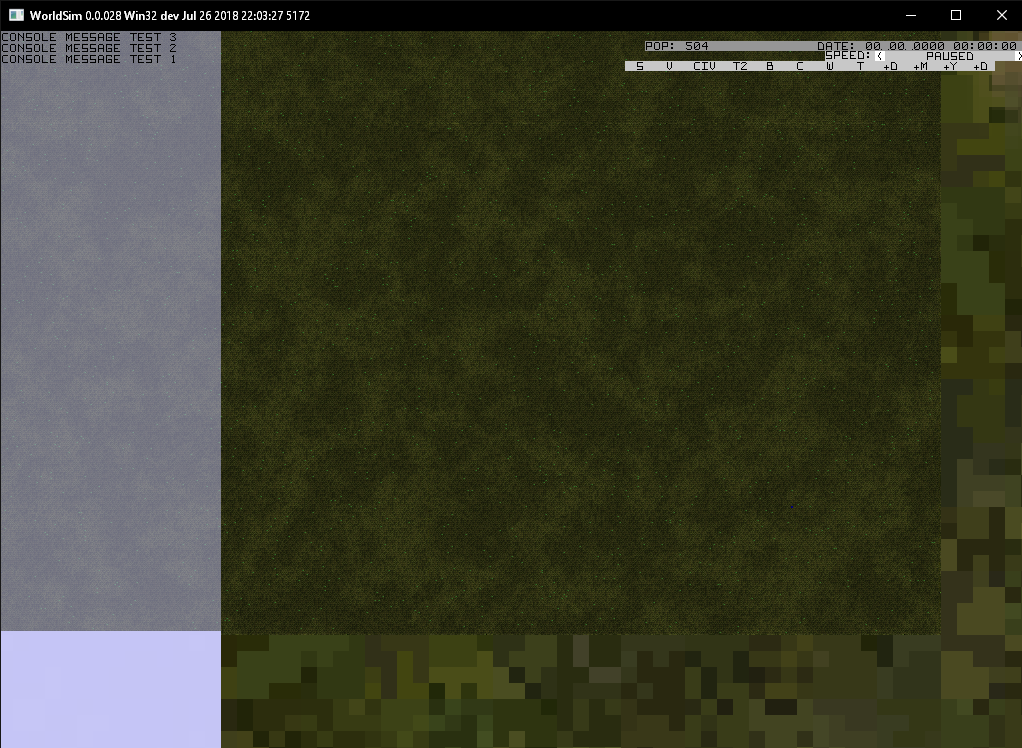 WorldSim 0.0.028 Win32 dev Jul 26 2018 22:03:27 5172
CONSOLE MESSAGE TEST 3
CONSOLE MESSAGE TEST 2
CONSOLE MESSAGE TEST 1
POP: 504 DATE: 00 00 0000 00:00:00
SPEED: < PAUSED >
S V CIV T2 B C W T +D +M +Y +D